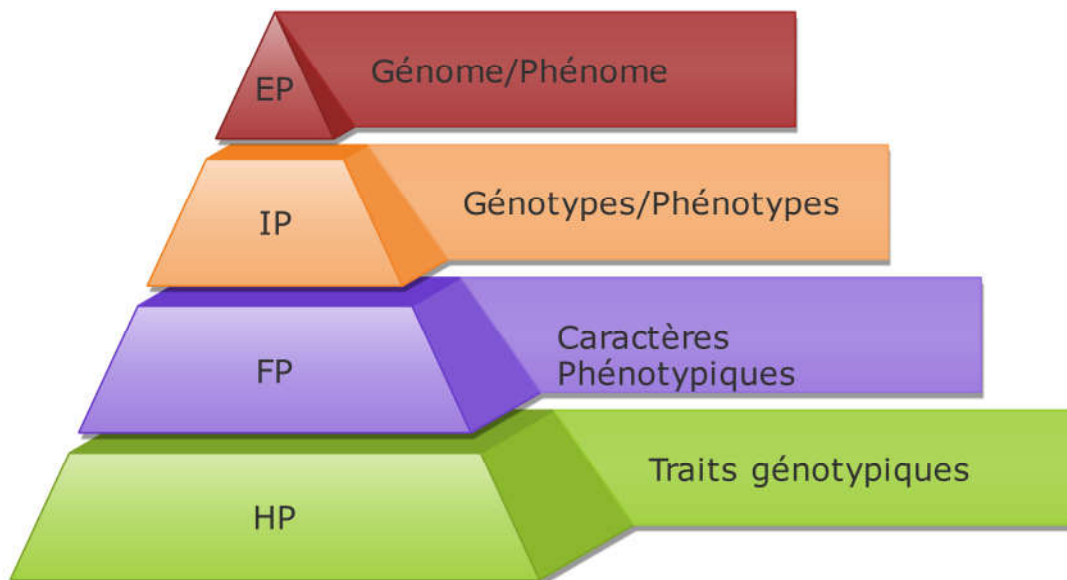 EP
Génome/Phénome
IP
Génotypes/Phénotypes
FP
Caractères
Phénotypiques
HP
Traits génotypiques